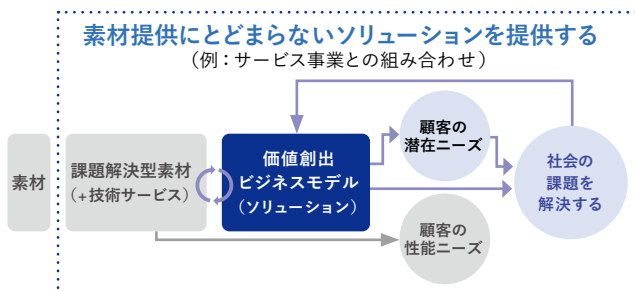 素材提供にとどまらないソリューションを提供する
（例：サービス事業との組み合わせ）
素材
課題解決型素材
（+技術サービス）
価値創出
ビジネスモデル
（ソリューション）
顧客の
潜在ニーズ
顧客の
性能ニーズ
社会の
課題を
解決する